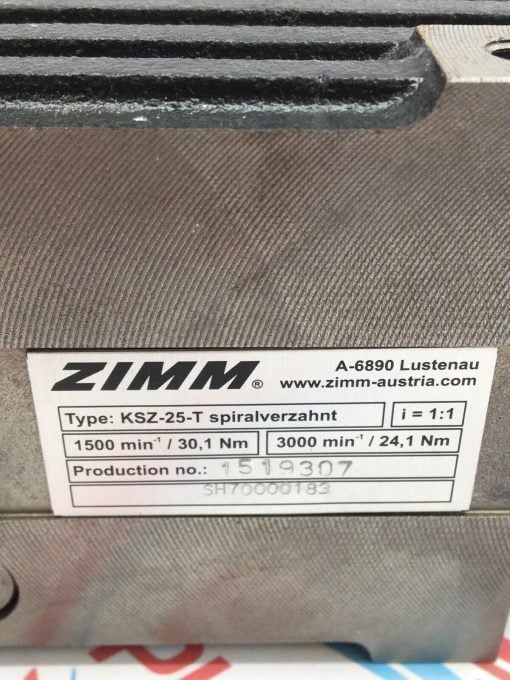 ZIMM®
A-6890 Lustenau
www.zimm-austria.com
Type: KSZ-25-T spiralverzahnt
i = 1:1
1500 min⁻¹ / 30,1 Nm
3000 min⁻¹ / 24,1 Nm
Production no.: 1519307
SH70000183